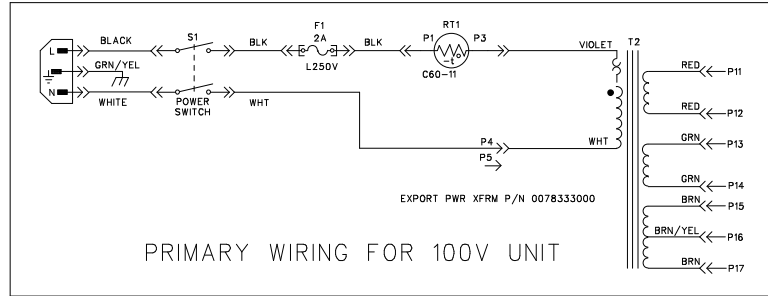 F1
RT1
BLACK
S1
BLK
2A
BLK
P1
P3
VIOLET
T2
L
GRN/YEL
L250V
-t°
C60-11
RED
P11
N
WHITE
POWER
SWITCH
WHT
RED
P12
P4
WHT
GRN
P13
P5
GRN
P14
EXPORT PWR XFRM P/N 0078333000
BRN
P15
BRN/YEL
P16
PRIMARY WIRING FOR 100V UNIT
BRN
P17